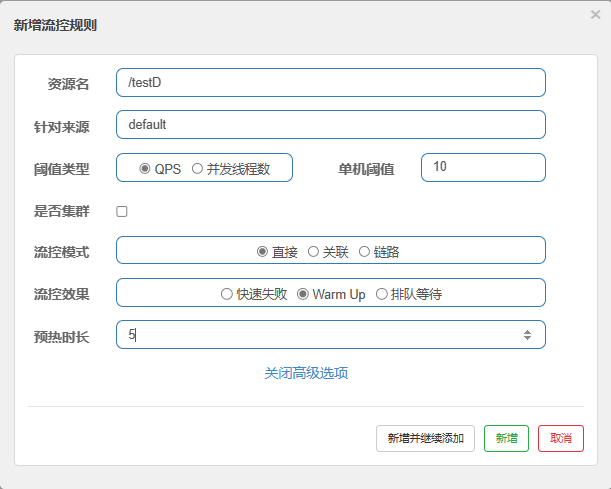 新增流控规则
资源名 /testD
针对来源 default
阈值类型 QPS 并发线程数 单机阈值 10
是否集群
流控模式 直接 关联 链路
流控效果 快速失败 Warm Up 排队等待
预热时长 5
关闭高级选项
新增并继续添加 新增 取消